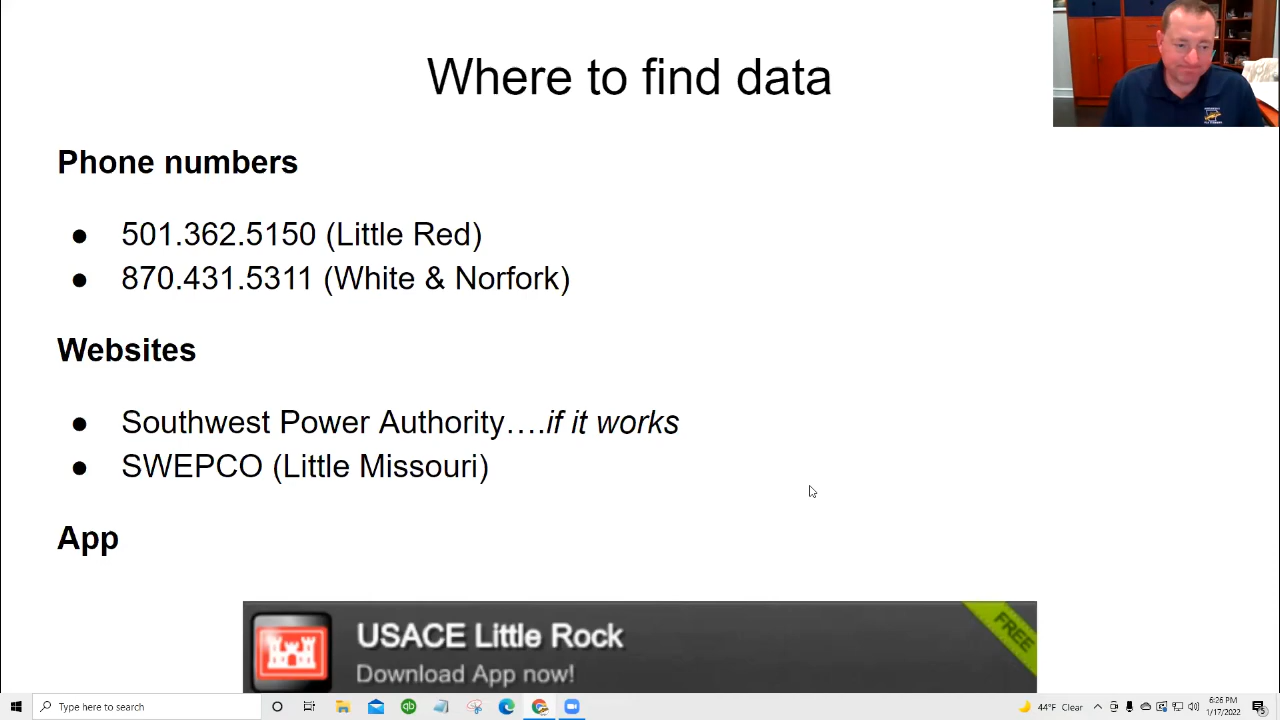 Where to find data
Phone numbers
● 501.362.5150 (Little Red)
● 870.431.5311 (White & Norfork)
Websites
● Southwest Power Authority….if it works
● SWEPCO (Little Missouri)
App
USACE Little Rock
Download App now!
FREE
Type here to search
44°F Clear
6:26 PM
1/17/2022